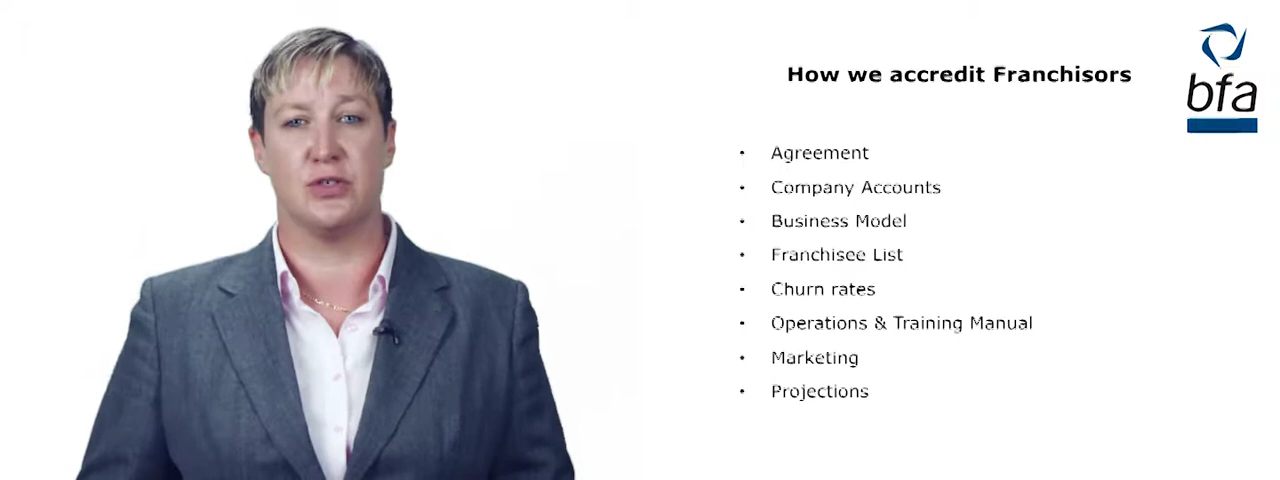 How we accredit Franchisors
bfa
• Agreement
• Company Accounts
• Business Model
• Franchisee List
• Churn rates
• Operations & Training Manual
• Marketing
• Projections